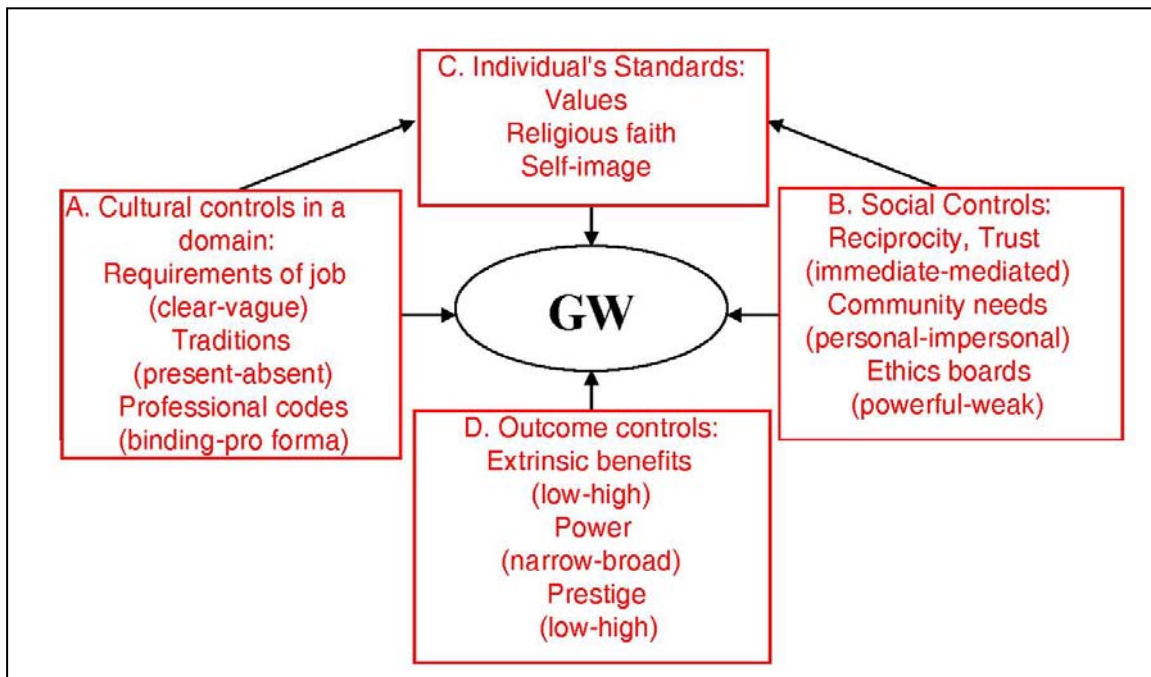 C. Individual's Standards:
Values
Religious faith
Self-image
A. Cultural controls in a
domain:
Requirements of job
(clear-vague)
Traditions
(present-absent)
Professional codes
(binding-pro forma)
GW
B. Social Controls:
Reciprocity, Trust
(immediate-mediated)
Community needs
(personal-impersonal)
Ethics boards
(powerful-weak)
D. Outcome controls:
Extrinsic benefits
(low-high)
Power
(narrow-broad)
Prestige
(low-high)